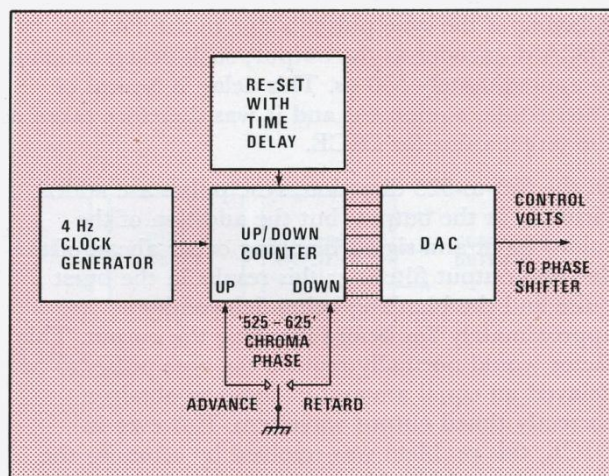 RE-SET
WITH
TIME
DELAY
4 Hz
CLOCK
GENERATOR
UP/DOWN
COUNTER
UP DOWN
DAC
CONTROL
VOLTS
TO PHASE
SHIFTER
'525 – 625'
CHROMA
PHASE
ADVANCE RETARD